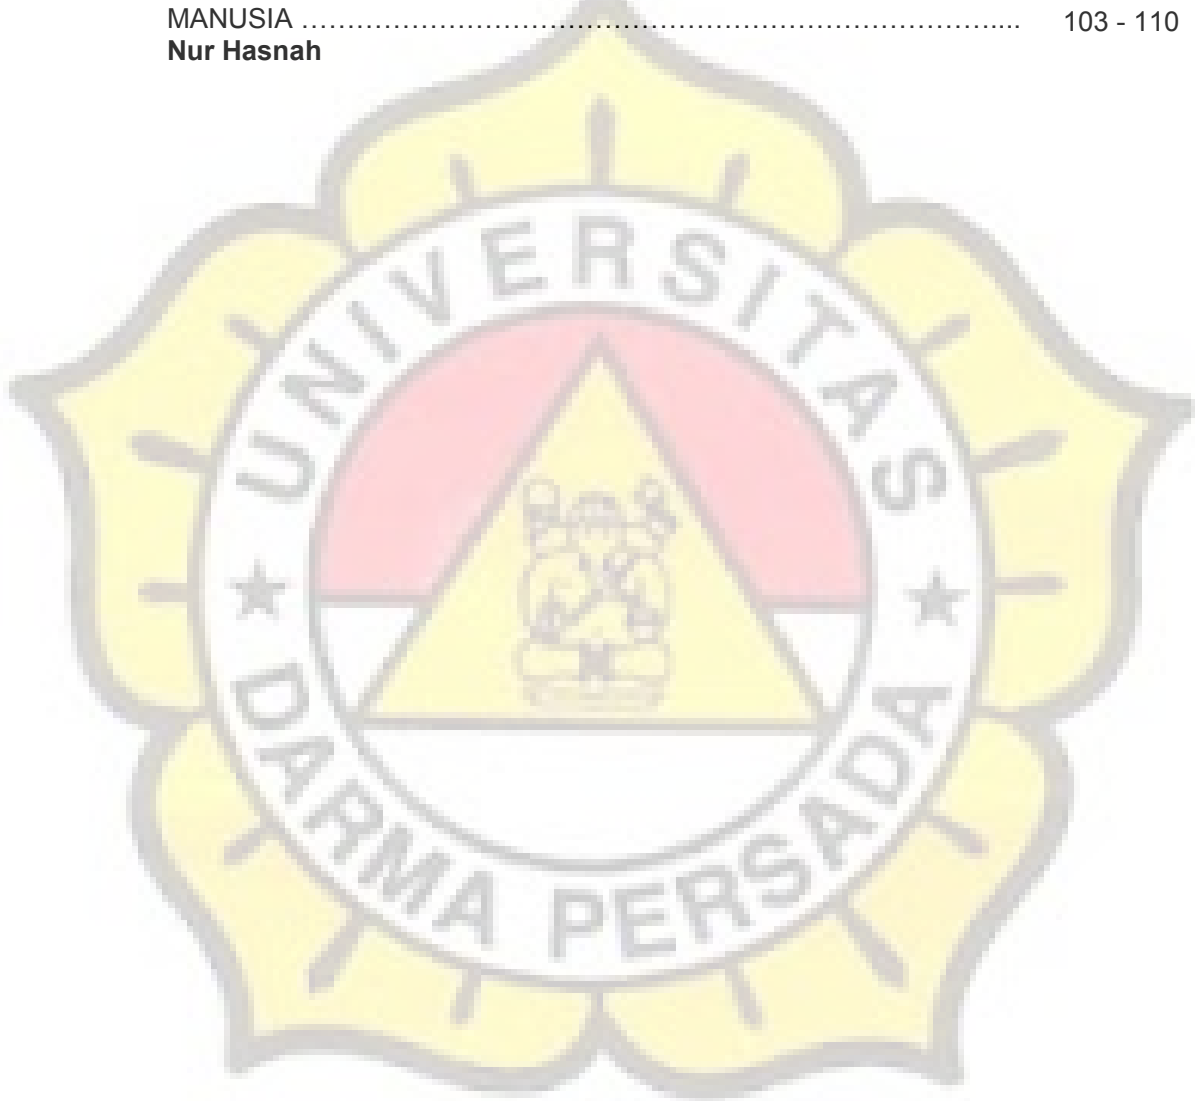 MANUSIA ……………………………………………………………………..... 103 - 110
Nur Hasnah
UNIVERSITAS
DARMA PERSADA